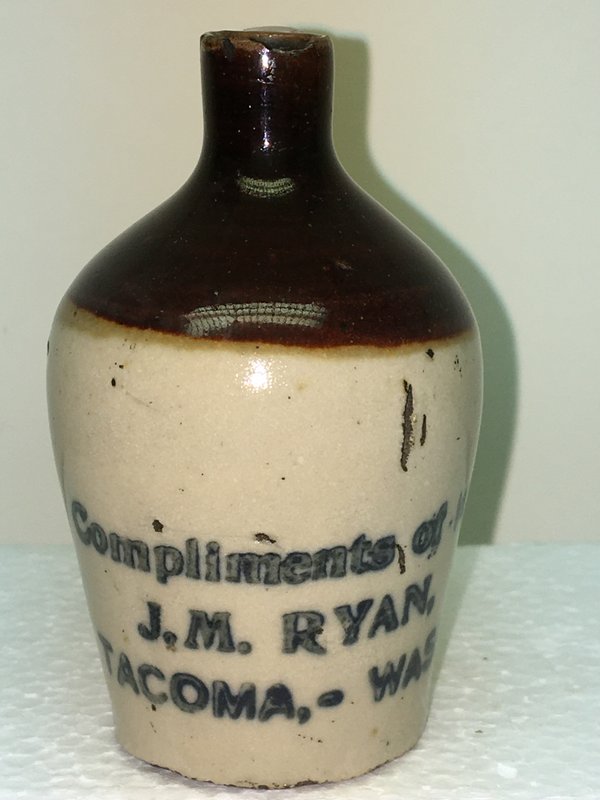 Compliments of
J.M. RYAN,
TACOMA,- WAS